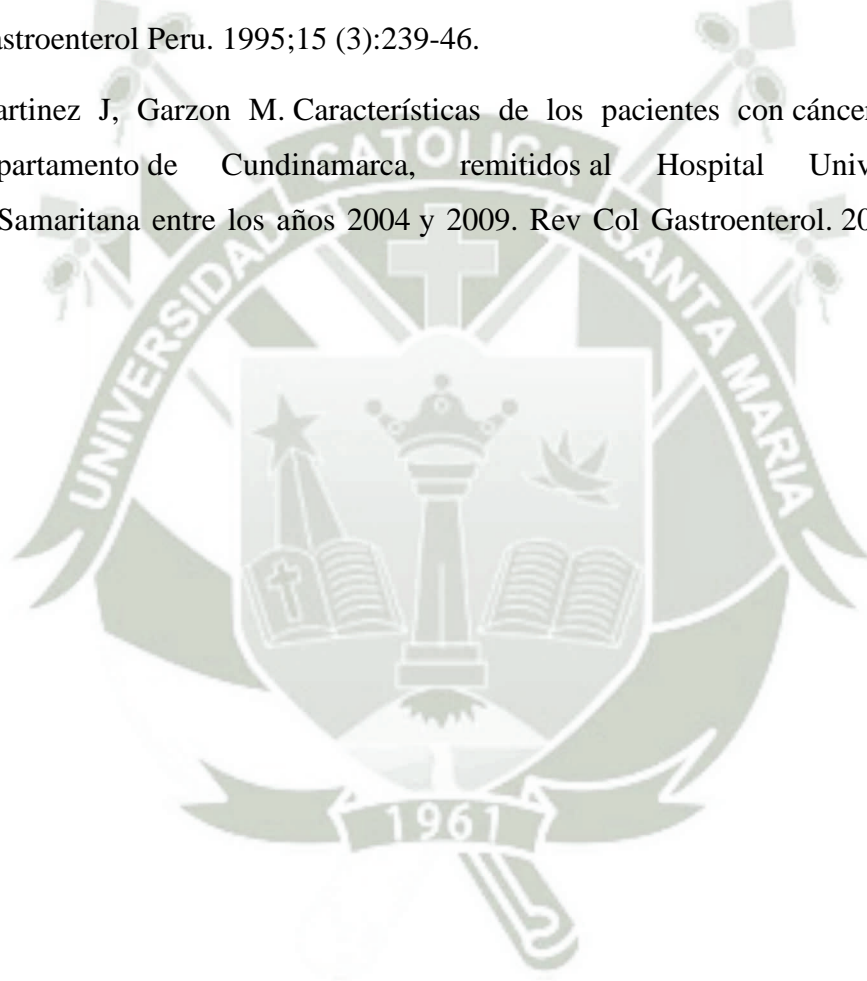 astroenterol Peru. 1995;15 (3):239-46.
artinez J, Garzon M. Características de los pacientes con cáncer
partamento de Cundinamarca, remitidos al Hospital Univ
Samaritana entre los años 2004 y 2009. Rev Col Gastroenterol. 20
UNIVERSIDAD CATOLICA SANTA MARIA
1961